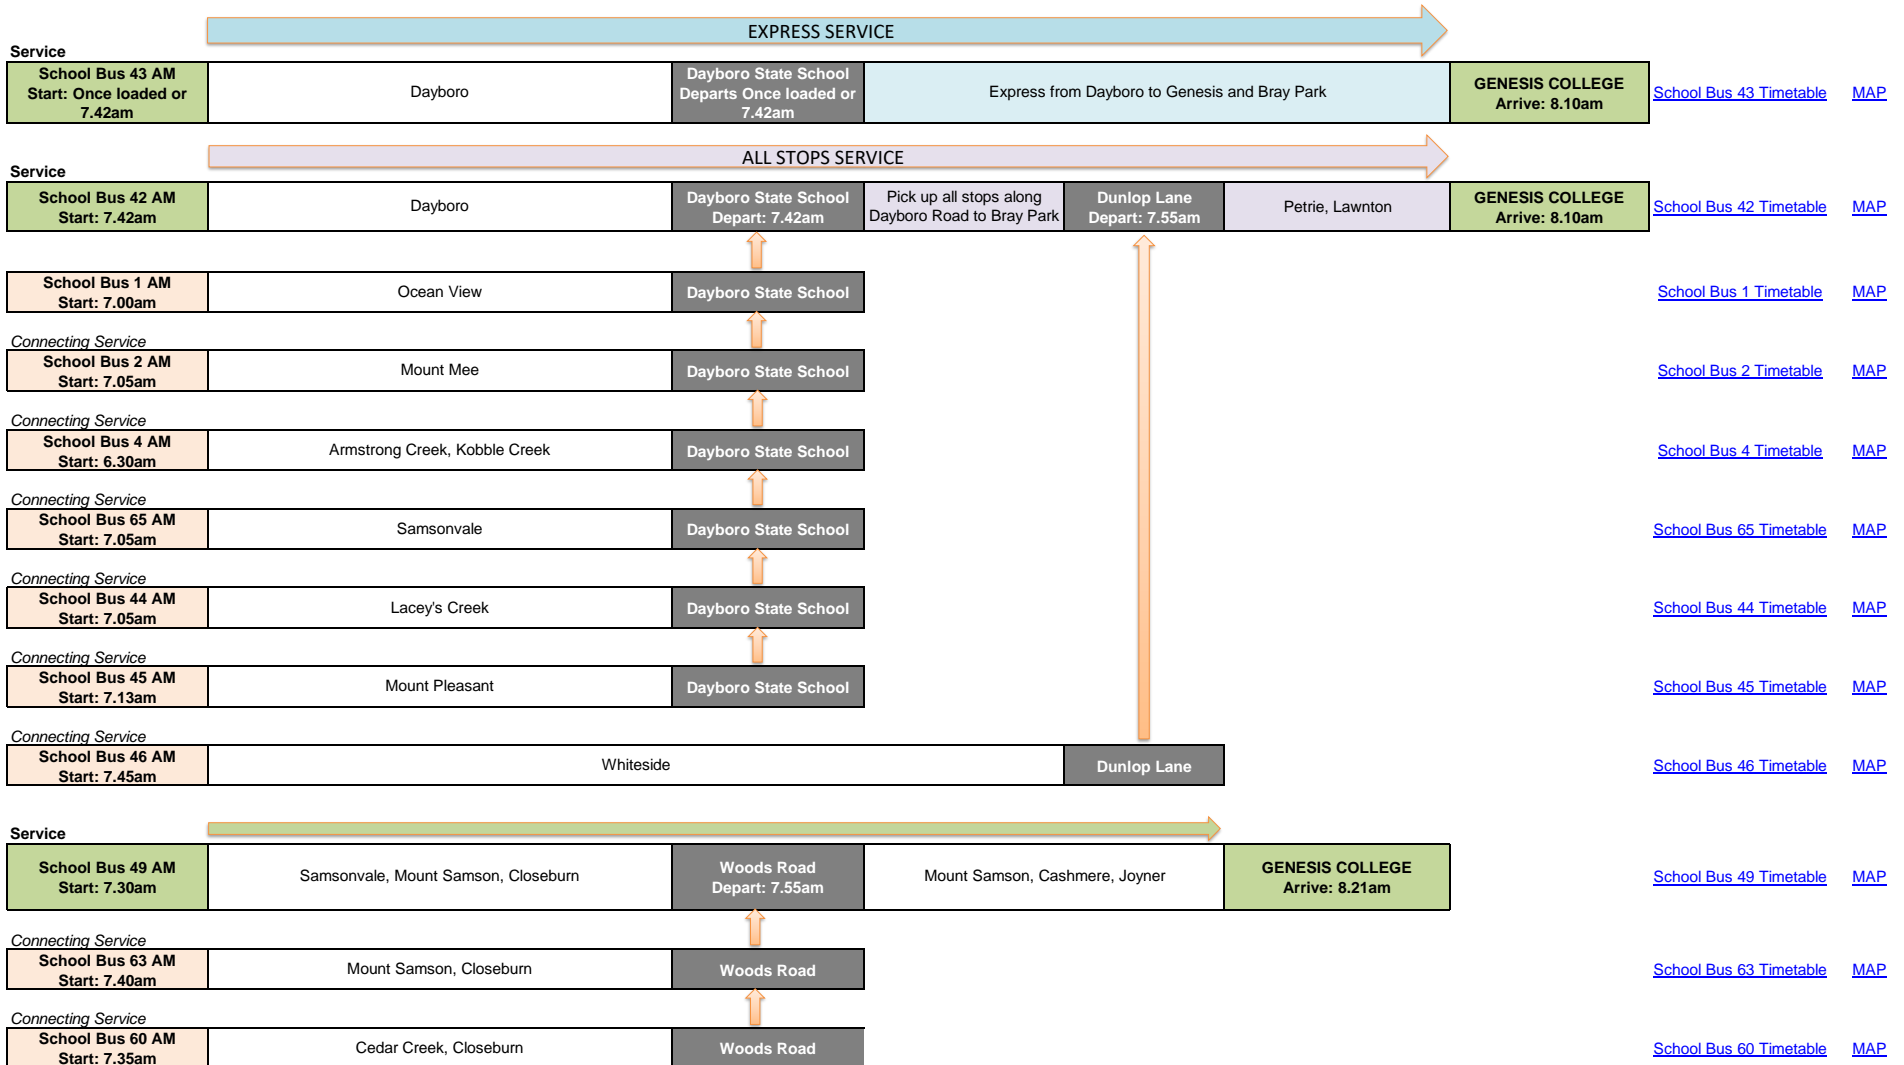 EXPRESS SERVICE
Service
School Bus 43 AM
Start: Once loaded or
7.42am
Dayboro
Dayboro State School
Departs Once loaded or
7.42am
Express from Dayboro to Genesis and Bray Park
GENESIS COLLEGE
Arrive: 8.10am
School Bus 43 Timetable
MAP
ALL STOPS SERVICE
Service
School Bus 42 AM
Start: 7.42am
Dayboro
Dayboro State School
Depart: 7.42am
Pick up all stops along
Dayboro Road to Bray Park
Dunlop Lane
Depart: 7.55am
Petrie, Lawnton
GENESIS COLLEGE
Arrive: 8.10am
School Bus 42 Timetable
MAP
School Bus 1 AM
Start: 7.00am
Ocean View
Dayboro State School
School Bus 1 Timetable
MAP
Connecting Service
School Bus 2 AM
Start: 7.05am
Mount Mee
Dayboro State School
School Bus 2 Timetable
MAP
Connecting Service
School Bus 4 AM
Start: 6.30am
Armstrong Creek, Kobble Creek
Dayboro State School
School Bus 4 Timetable
MAP
Connecting Service
School Bus 65 AM
Start: 7.05am
Samsonvale
Dayboro State School
School Bus 65 Timetable
MAP
Connecting Service
School Bus 44 AM
Start: 7.05am
Lacey's Creek
Dayboro State School
School Bus 44 Timetable
MAP
Connecting Service
School Bus 45 AM
Start: 7.13am
Mount Pleasant
Dayboro State School
School Bus 45 Timetable
MAP
Connecting Service
School Bus 46 AM
Start: 7.45am
Whiteside
Dunlop Lane
School Bus 46 Timetable
MAP
Service
School Bus 49 AM
Start: 7.30am
Samsonvale, Mount Samson, Closeburn
Woods Road
Depart: 7.55am
Mount Samson, Cashmere, Joyner
GENESIS COLLEGE
Arrive: 8.21am
School Bus 49 Timetable
MAP
Connecting Service
School Bus 63 AM
Start: 7.40am
Mount Samson, Closeburn
Woods Road
School Bus 63 Timetable
MAP
Connecting Service
School Bus 60 AM
Start: 7.35am
Cedar Creek, Closeburn
Woods Road
School Bus 60 Timetable
MAP